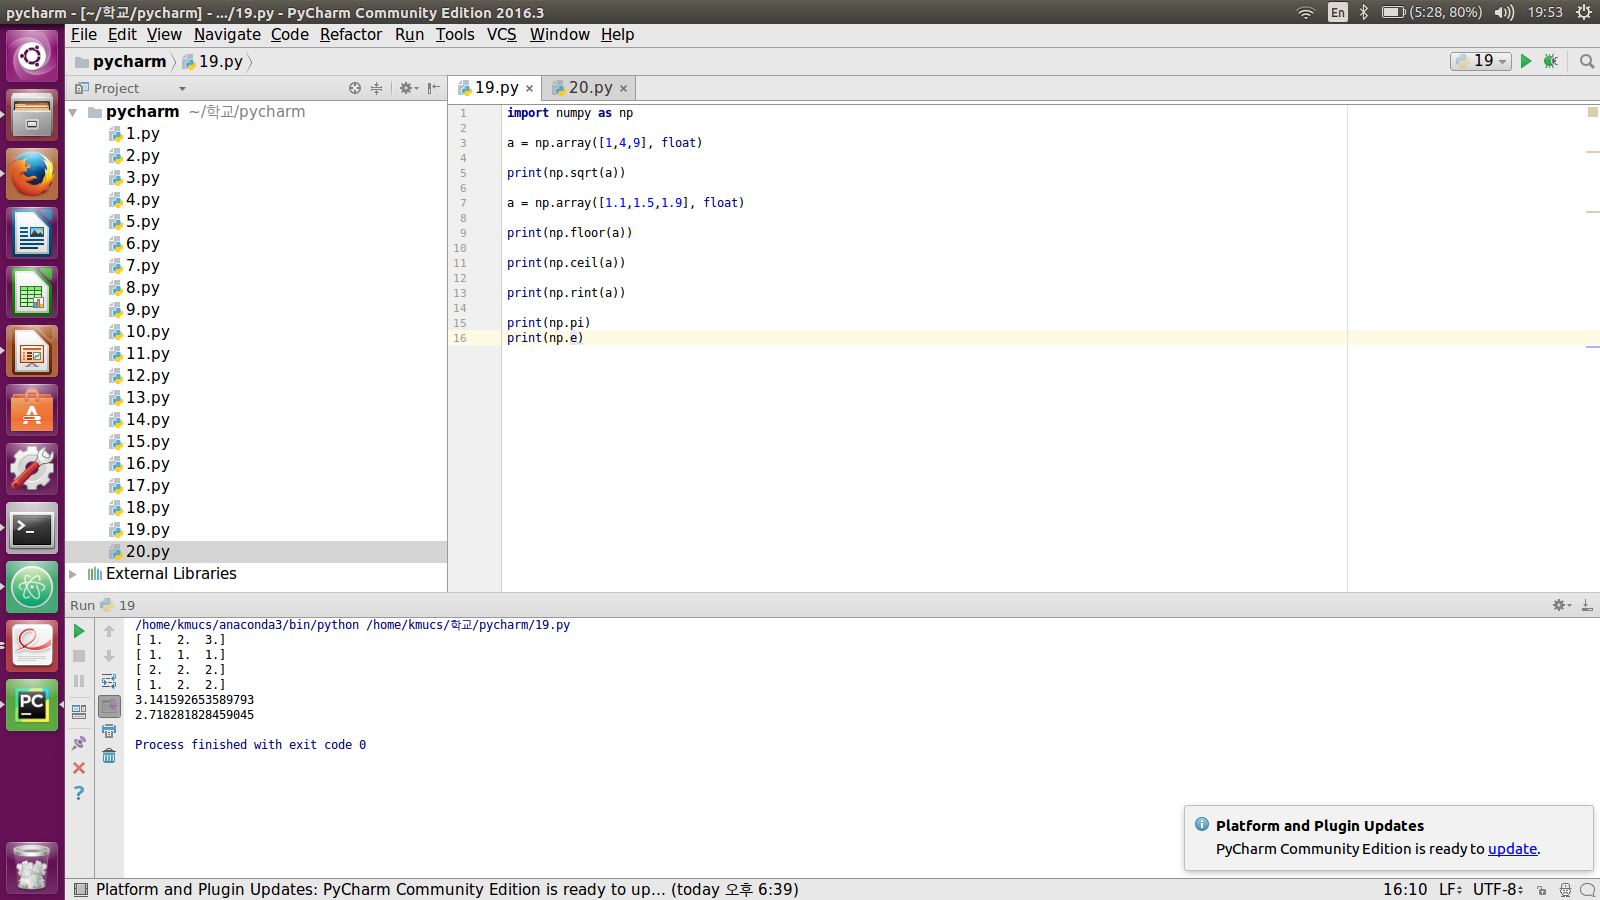 pycharm - [~/학교/pycharm] - .../19.py - PyCharm Community Edition 2016.3
En
(5:28, 80%)
19:53
File Edit View Navigate Code Refactor Run Tools VCS Window Help
pycharm
19.py
19
Project
19.py
20.py
pycharm ~/학교/pycharm
1.py
2.py
3.py
4.py
5.py
6.py
7.py
8.py
9.py
10.py
11.py
12.py
13.py
14.py
15.py
16.py
17.py
18.py
19.py
20.py
External Libraries
1 import numpy as np
2
3 a = np.array([1,4,9], float)
4
5 print(np.sqrt(a))
6
7 a = np.array([1.1,1.5,1.9], float)
8
9 print(np.floor(a))
10
11 print(np.ceil(a))
12
13 print(np.rint(a))
14
15 print(np.pi)
16 print(np.e)
Run 19
/home/kmucs/anaconda3/bin/python /home/kmucs/학교/pycharm/19.py
[ 1.  2.  3.]
[ 1.  1.  1.]
[ 2.  2.  2.]
[ 1.  2.  2.]
3.141592653589793
2.718281828459045
Process finished with exit code 0
PC
?
Platform and Plugin Updates
PyCharm Community Edition is ready to update.
Platform and Plugin Updates: PyCharm Community Edition is ready to up... (today 오후 6:39)
16:10 LF UTF-8